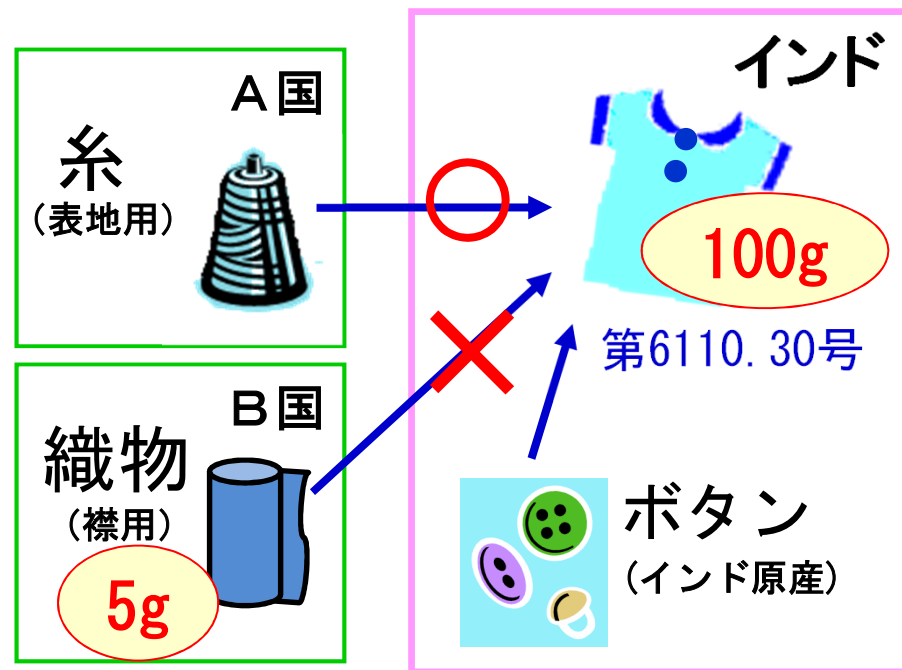 A国
糸
(表地用)
B国
織物
(襟用)
5g
インド
100g
第6110.30号
ボタン
(インド原産)